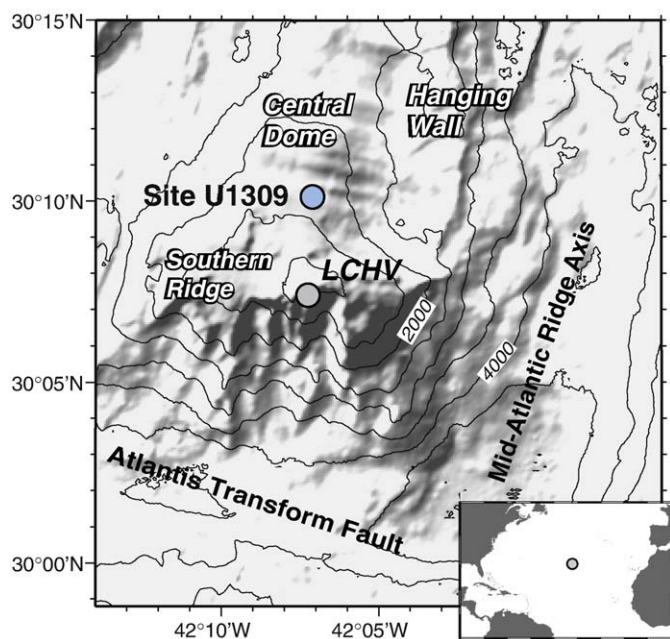 30°15'N
Central
Dome
Hanging
Wall
30°10'N
Site U1309
Southern
Ridge
LCHV
2000
4000
Mid-Atlantic Ridge Axis
30°05'N
Atlantis Transform Fault
30°00'N
42°10'W
42°05'W